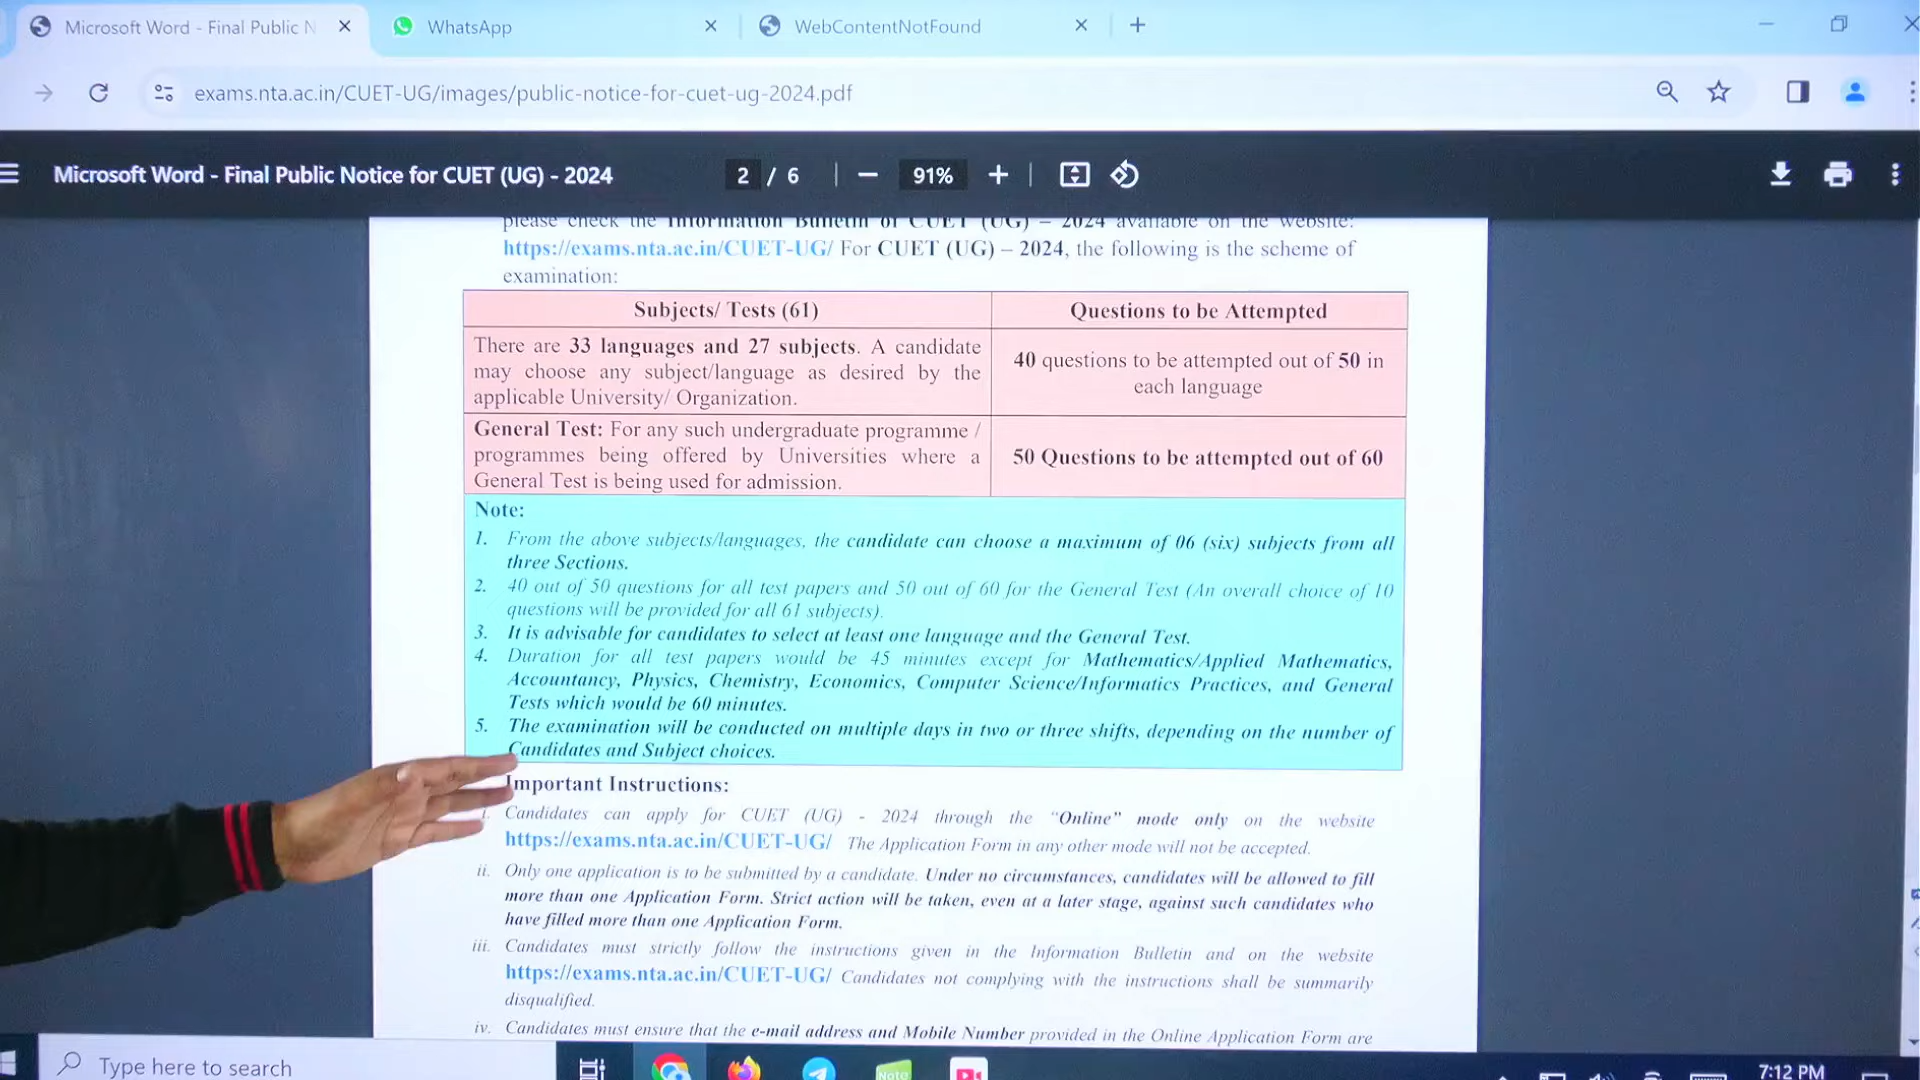 Microsoft Word - Final Public N
WhatsApp
WebContentNotFound
exams.nta.ac.in/CUET-UG/images/public-notice-for-cuet-ug-2024.pdf
Microsoft Word - Final Public Notice for CUET (UG) - 2024
2 / 6
91%
please check the Information Bulletin of CUET (UG) – 2024 available on the website:
https://exams.nta.ac.in/CUET-UG/ For CUET (UG) – 2024, the following is the scheme of
examination:
Subjects/ Tests (61)
Questions to be Attempted
There are 33 languages and 27 subjects. A candidate
may choose any subject/language as desired by the
applicable University/ Organization.
40 questions to be attempted out of 50 in
each language
General Test: For any such undergraduate programme /
programmes being offered by Universities where a
General Test is being used for admission.
50 Questions to be attempted out of 60
Note:
1. From the above subjects/languages, the candidate can choose a maximum of 06 (six) subjects from all
three Sections.
2. 40 out of 50 questions for all test papers and 50 out of 60 for the General Test (An overall choice of 10
questions will be provided for all 61 subjects).
3. It is advisable for candidates to select at least one language and the General Test.
4. Duration for all test papers would be 45 minutes except for Mathematics/Applied Mathematics,
Accountancy, Physics, Chemistry, Economics, Computer Science/Informatics Practices, and General
Tests which would be 60 minutes.
5. The examination will be conducted on multiple days in two or three shifts, depending on the number of
Candidates and Subject choices.
Important Instructions:
i. Candidates can apply for CUET (UG) - 2024 through the "Online" mode only on the website
https://exams.nta.ac.in/CUET-UG/ The Application Form in any other mode will not be accepted.
ii. Only one application is to be submitted by a candidate. Under no circumstances, candidates will be allowed to fill
more than one Application Form. Strict action will be taken, even at a later stage, against such candidates who
have filled more than one Application Form.
iii. Candidates must strictly follow the instructions given in the Information Bulletin and on the website
https://exams.nta.ac.in/CUET-UG/ Candidates not complying with the instructions shall be summarily
disqualified.
iv. Candidates must ensure that the e-mail address and Mobile Number provided in the Online Application Form are
Type here to search
Note
7:12 PM